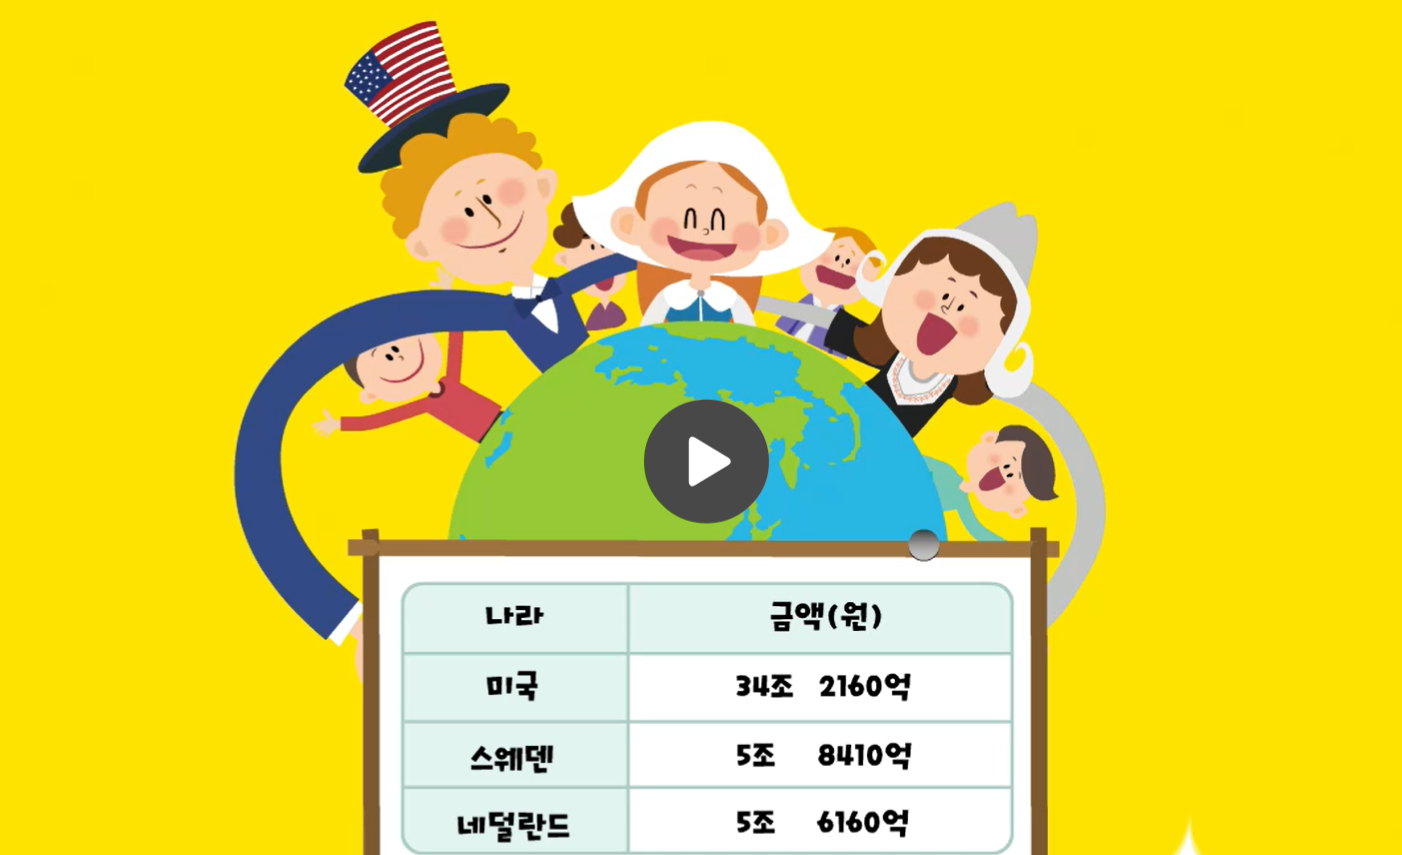 나라 금액(원)
미국 34조 2160억
스웨덴 5조 8410억
네덜란드 5조 6160억